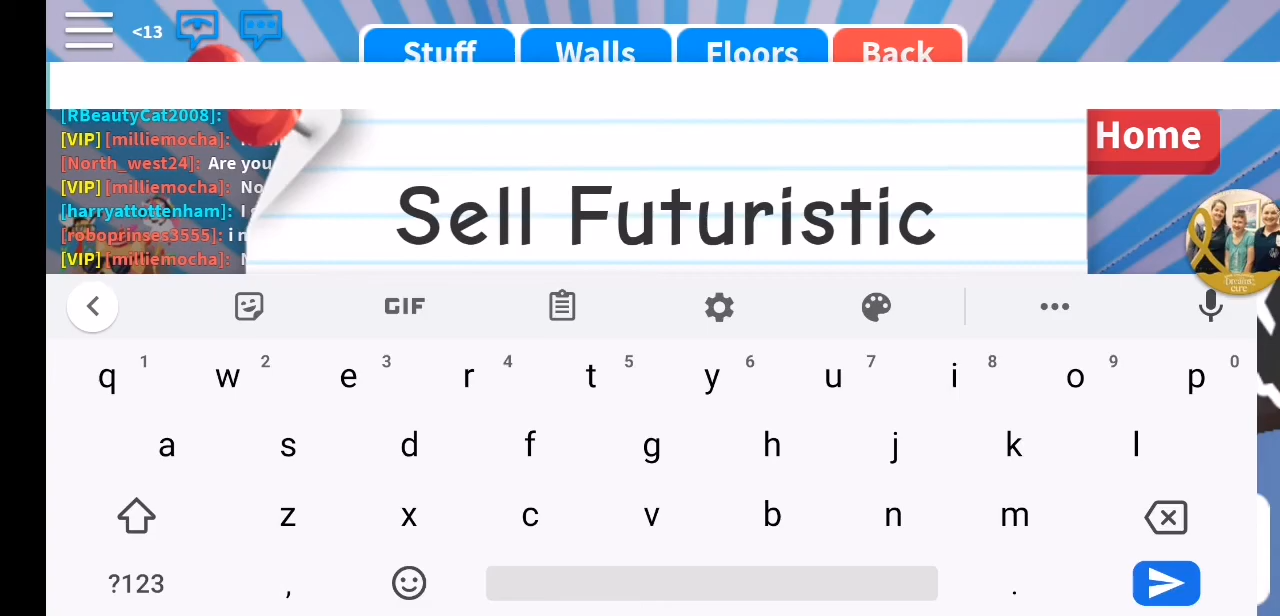 <13
Stuff Walls Floors Back
[RBeautyCat2008]:
[VIP] [milliemocha]:
[North_west24]: Are you
[VIP] [milliemocha]: No
[harryattottenham]: I
[roboprinses3555]: i n
[VIP] [milliemocha]:
Home
Sell Futuristic
GIF
q 1 w 2 e 3 r 4 t 5 y 6 u 7 i 8 o 9 p 0
a s d f g h j k l
z x c v b n m
?123 , .